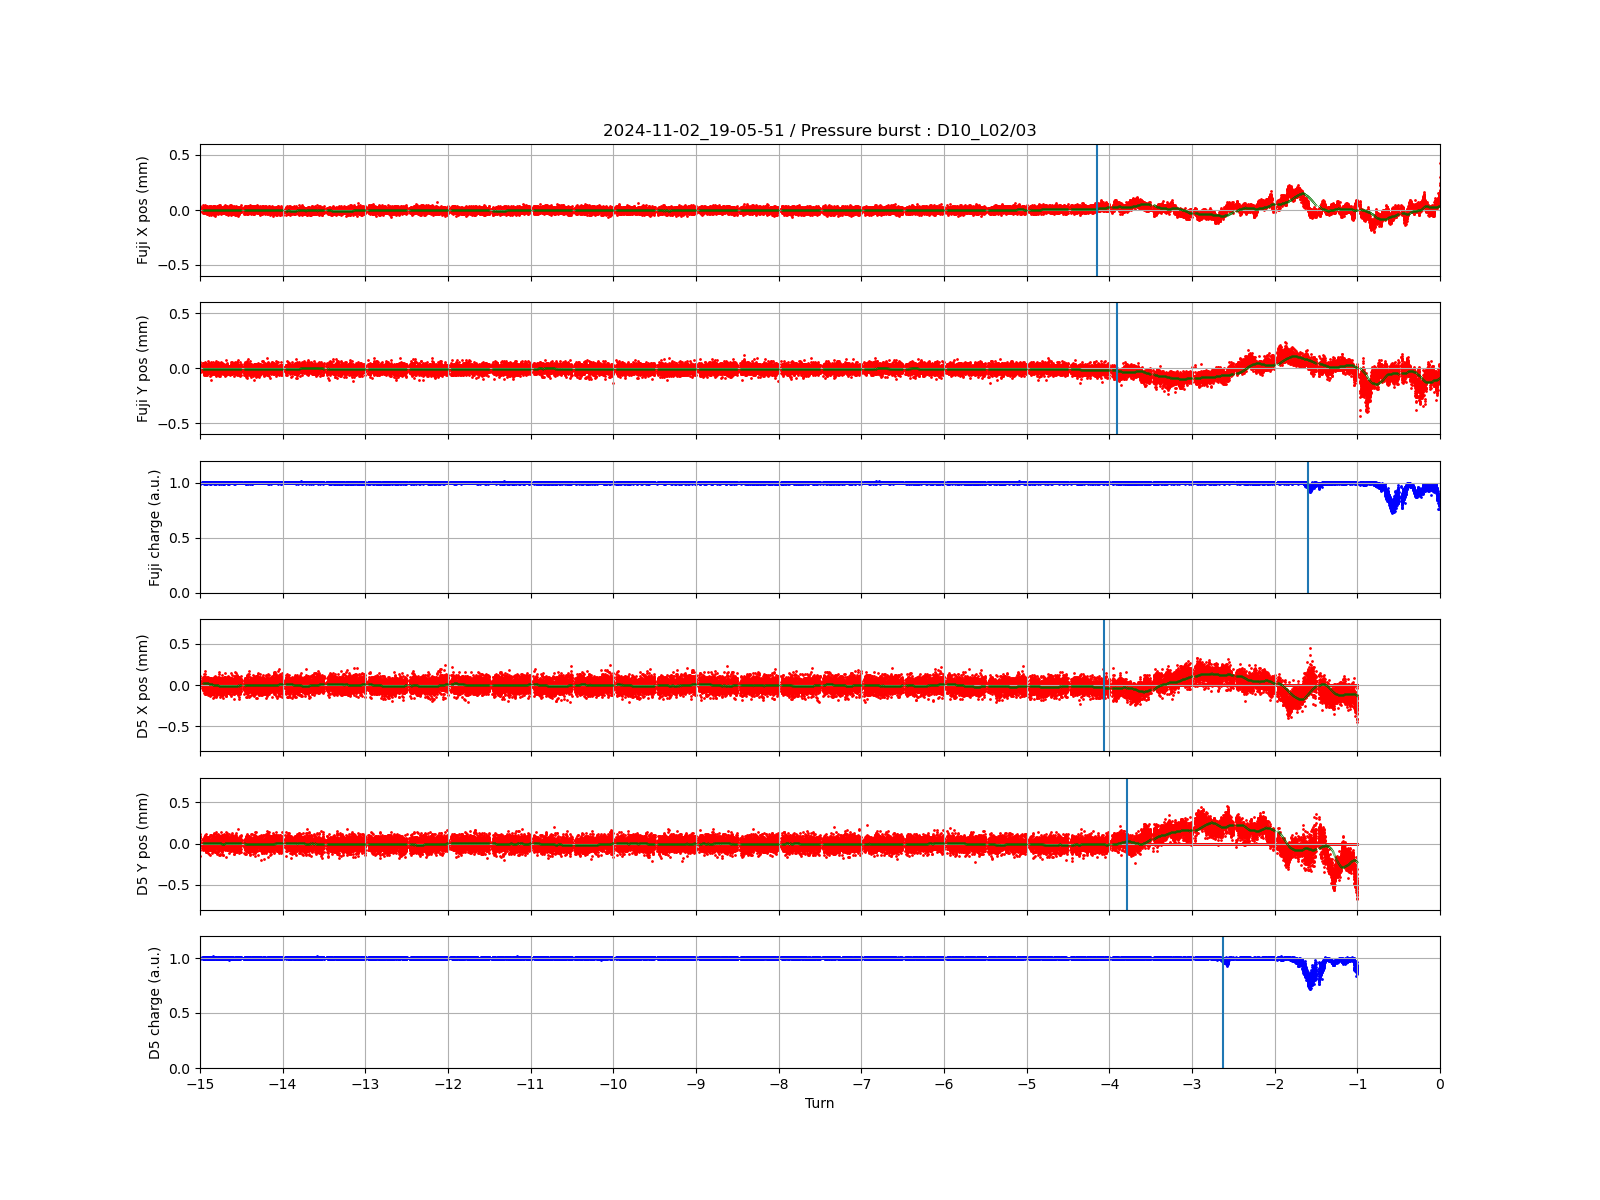 2024-11-02_19-05-51 / Pressure burst : D10_L02/03
Fuji X pos (mm)
0.5
0.0
−0.5
Fuji Y pos (mm)
0.5
0.0
−0.5
Fuji charge (a.u.)
1.0
0.5
0.0
D5 X pos (mm)
0.5
0.0
−0.5
D5 Y pos (mm)
0.5
0.0
−0.5
D5 charge (a.u.)
1.0
0.5
0.0
−15 −14 −13 −12 −11 −10 −9 −8 −7 −6 −5 −4 −3 −2 −1 0
Turn